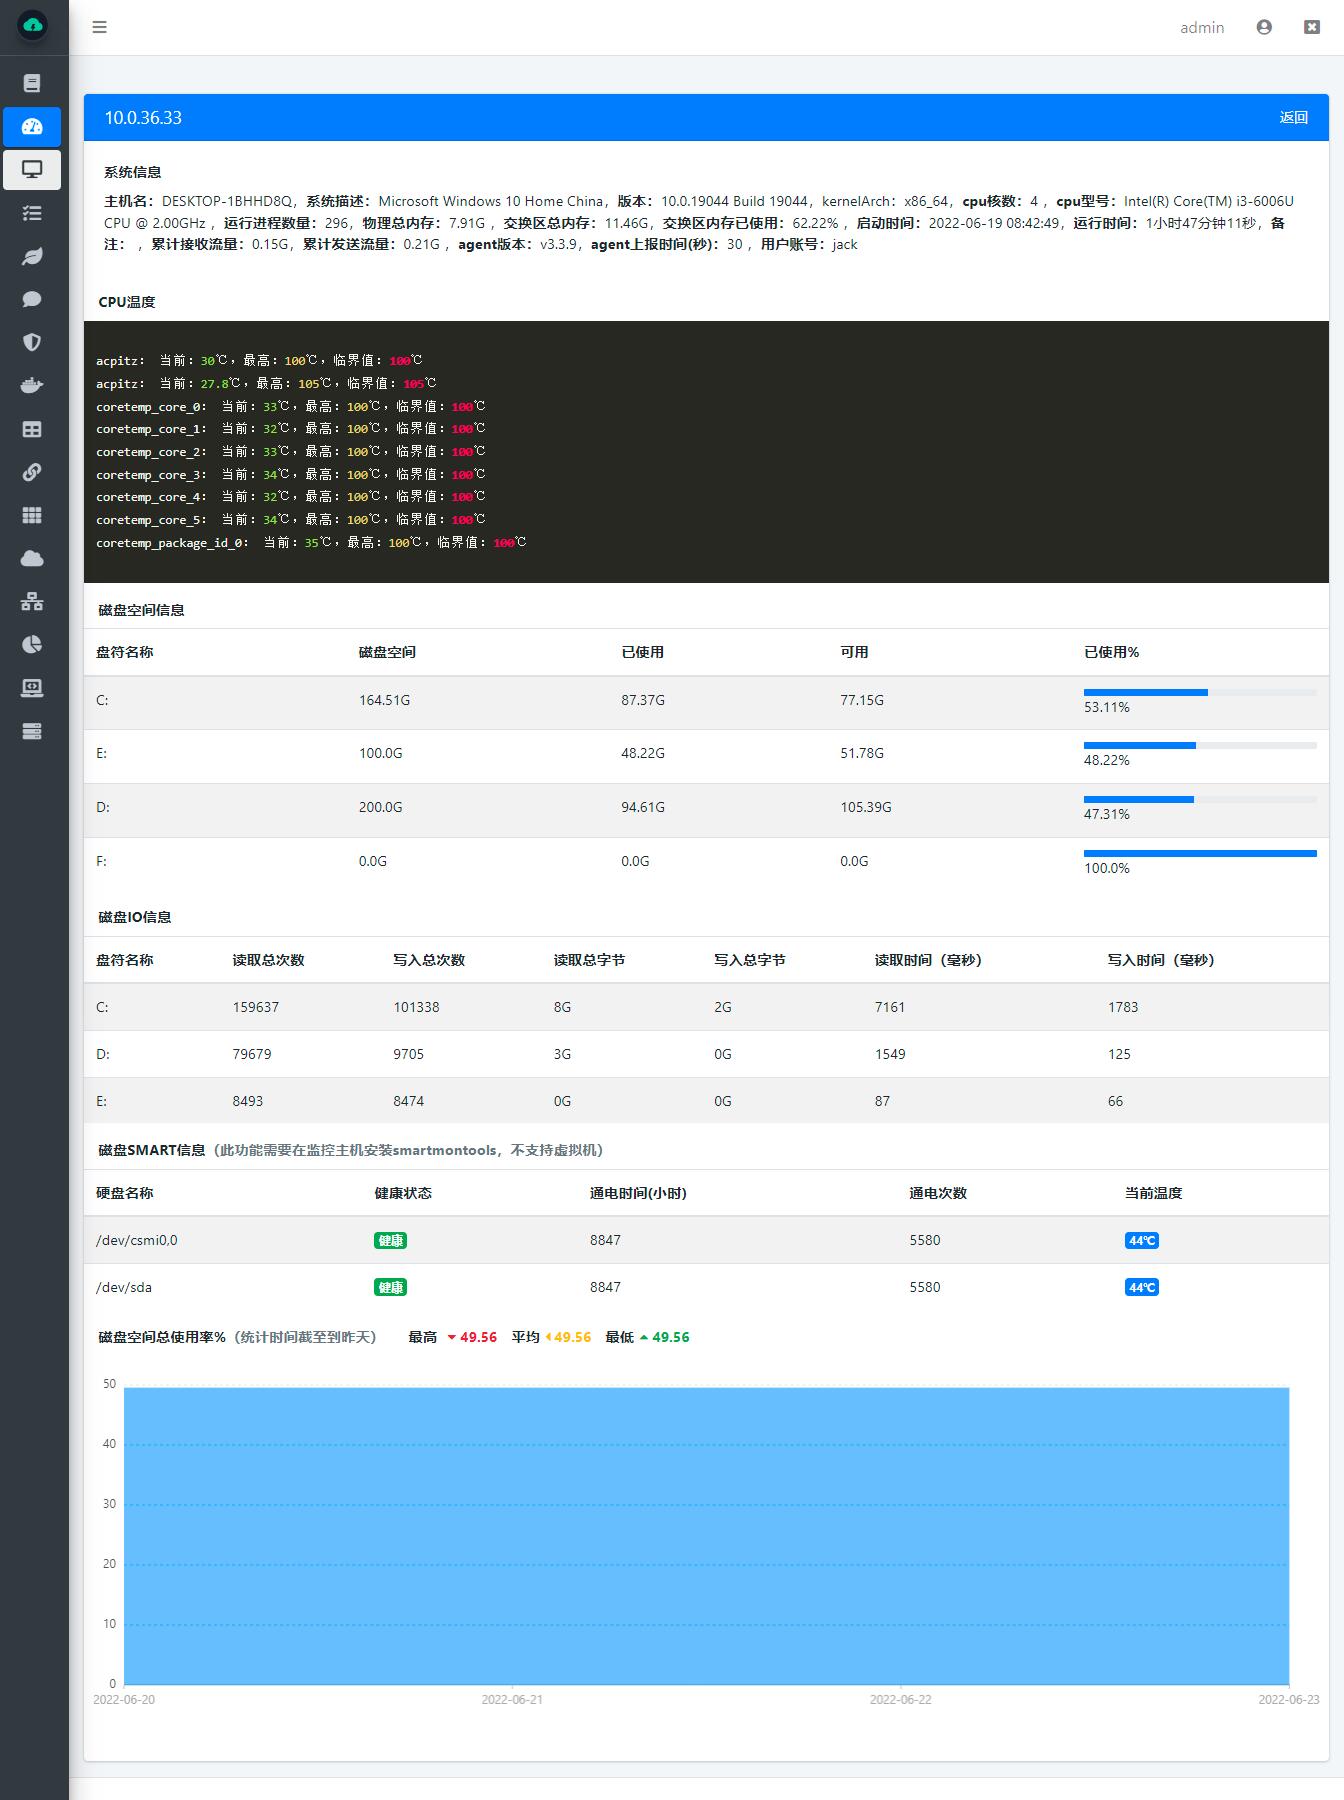 admin
10.0.36.33 返回
系统信息
主机名：DESKTOP-1BHHD8Q，系统描述：Microsoft Windows 10 Home China，版本：10.0.19044 Build 19044，kernelArch：x86_64，cpu核数：4 ，cpu型号：Intel(R) Core(TM) i3-6006U
CPU @ 2.00GHz ，运行进程数量：296，物理总内存：7.91G ，交换区总内存：11.46G，交换区内存已使用：62.22% ，启动时间：2022-06-19 08:42:49，运行时间：1小时47分钟11秒，备
注： ，累计接收流量：0.15G，累计发送流量：0.21G ，agent版本：v3.3.9，agent上报时间(秒)：30 ，用户账号：jack
CPU温度
acpitz: 当前：30℃，最高：100℃，临界值：100℃
acpitz: 当前：27.8℃，最高：105℃，临界值：105℃
coretemp_core_0: 当前：33℃，最高：100℃，临界值：100℃
coretemp_core_1: 当前：32℃，最高：100℃，临界值：100℃
coretemp_core_2: 当前：33℃，最高：100℃，临界值：100℃
coretemp_core_3: 当前：34℃，最高：100℃，临界值：100℃
coretemp_core_4: 当前：32℃，最高：100℃，临界值：100℃
coretemp_core_5: 当前：34℃，最高：100℃，临界值：100℃
coretemp_package_id_0: 当前：35℃，最高：100℃，临界值：100℃
磁盘空间信息
盘符名称 磁盘空间 已使用 可用 已使用%
C: 164.51G 87.37G 77.15G 53.11%
E: 100.0G 48.22G 51.78G 48.22%
D: 200.0G 94.61G 105.39G 47.31%
F: 0.0G 0.0G 0.0G 100.0%
磁盘IO信息
盘符名称 读取总次数 写入总次数 读取总字节 写入总字节 读取时间（毫秒） 写入时间（毫秒）
C: 159637 101338 8G 2G 7161 1783
D: 79679 9705 3G 0G 1549 125
E: 8493 8474 0G 0G 87 66
磁盘SMART信息（此功能需要在监控主机安装smartmontools，不支持虚拟机）
硬盘名称 健康状态 通电时间(小时) 通电次数 当前温度
/dev/csmi0,0 健康 8847 5580 44℃
/dev/sda 健康 8847 5580 44℃
磁盘空间总使用率%（统计时间截至到昨天） 最高 49.56 平均 49.56 最低 49.56
50
40
30
20
10
0
2022-06-20 2022-06-21 2022-06-22 2022-06-23